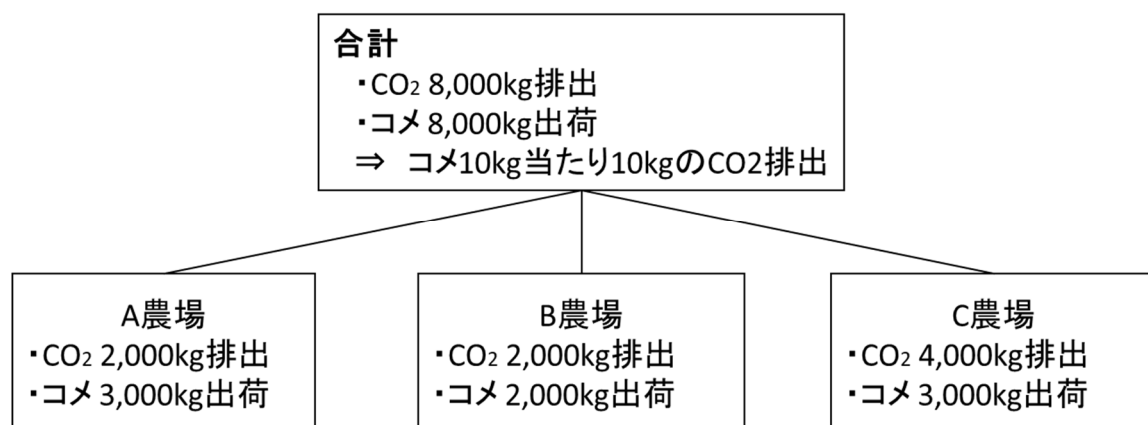 合計
・CO₂ 8,000kg排出
・コメ 8,000kg出荷
⇒ コメ10kg当たり10kgのCO2排出
A農場
・CO₂ 2,000kg排出
・コメ 3,000kg出荷
B農場
・CO₂ 2,000kg排出
・コメ 2,000kg出荷
C農場
・CO₂ 4,000kg排出
・コメ 3,000kg出荷